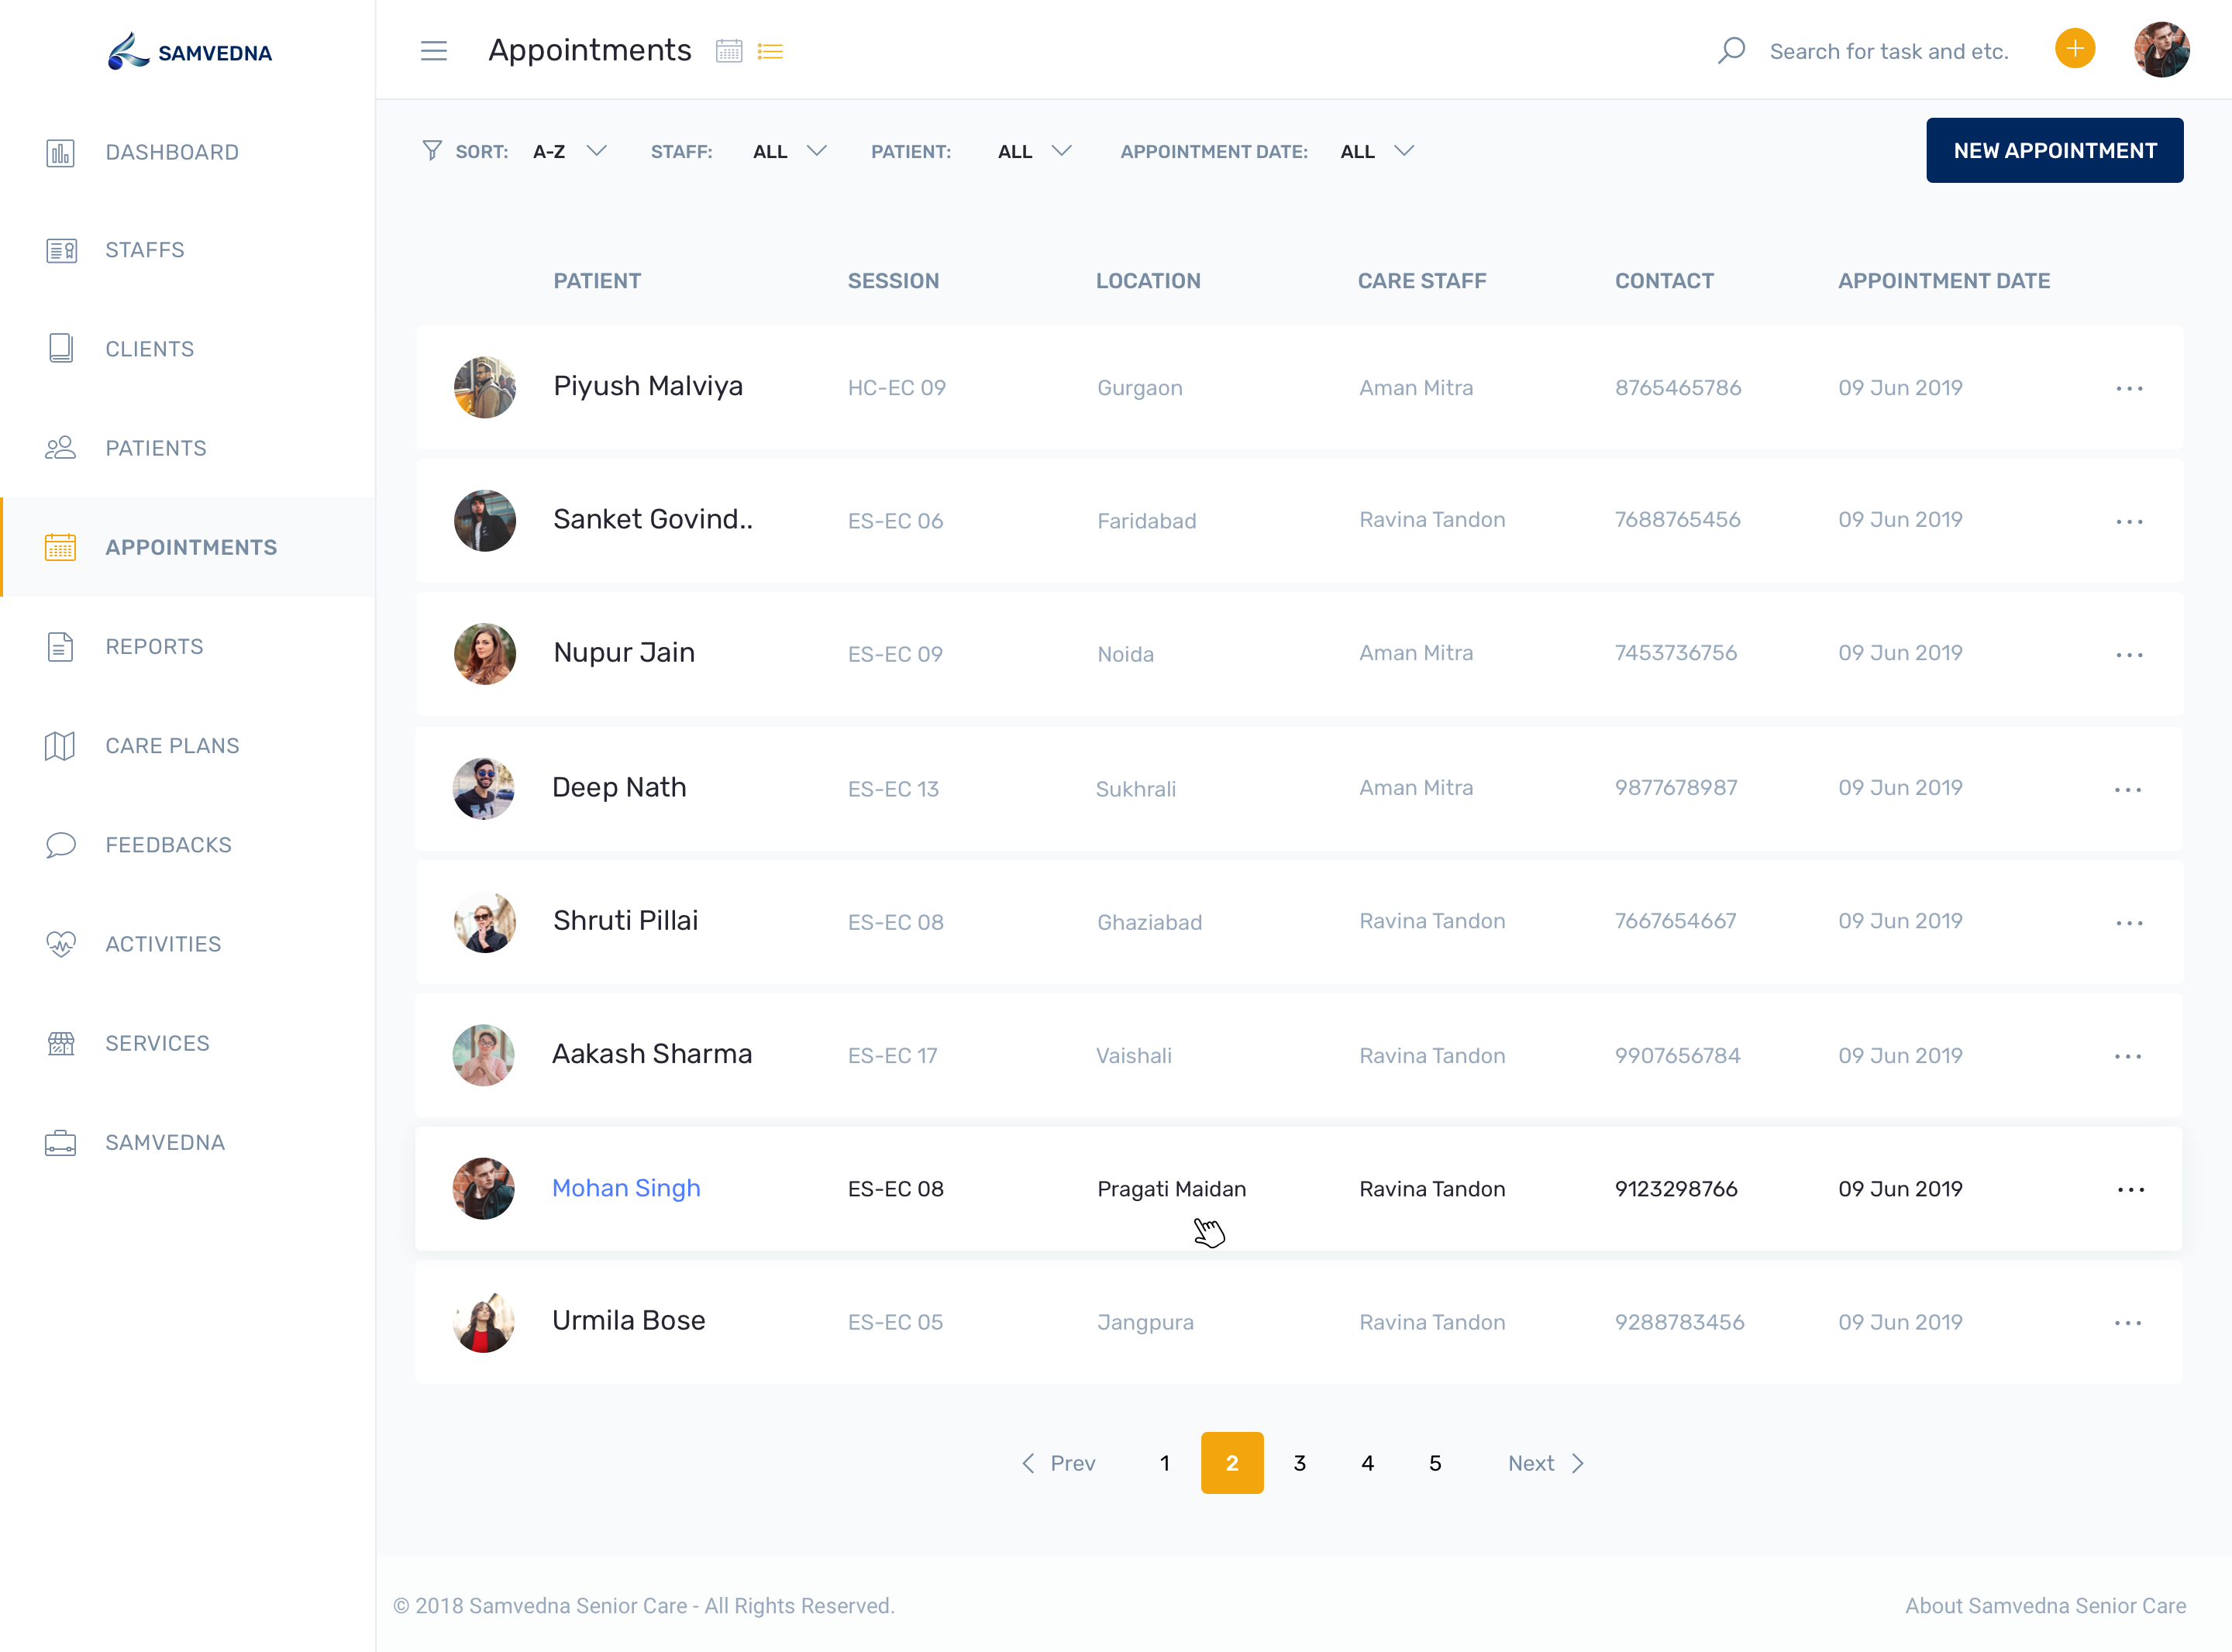 SAMVEDNA
Appointments
Search for task and etc.
DASHBOARD
STAFFS
CLIENTS
PATIENTS
APPOINTMENTS
REPORTS
CARE PLANS
FEEDBACKS
ACTIVITIES
SERVICES
SAMVEDNA
SORT: A-Z STAFF: ALL PATIENT: ALL APPOINTMENT DATE: ALL
NEW APPOINTMENT
PATIENT SESSION LOCATION CARE STAFF CONTACT APPOINTMENT DATE
Piyush Malviya HC-EC 09 Gurgaon Aman Mitra 8765465786 09 Jun 2019
Sanket Govind.. ES-EC 06 Faridabad Ravina Tandon 7688765456 09 Jun 2019
Nupur Jain ES-EC 09 Noida Aman Mitra 7453736756 09 Jun 2019
Deep Nath ES-EC 13 Sukhrali Aman Mitra 9877678987 09 Jun 2019
Shruti Pillai ES-EC 08 Ghaziabad Ravina Tandon 7667654667 09 Jun 2019
Aakash Sharma ES-EC 17 Vaishali Ravina Tandon 9907656784 09 Jun 2019
Mohan Singh ES-EC 08 Pragati Maidan Ravina Tandon 9123298766 09 Jun 2019
Urmila Bose ES-EC 05 Jangpura Ravina Tandon 9288783456 09 Jun 2019
Prev 1 2 3 4 5 Next
© 2018 Samvedna Senior Care - All Rights Reserved.
About Samvedna Senior Care